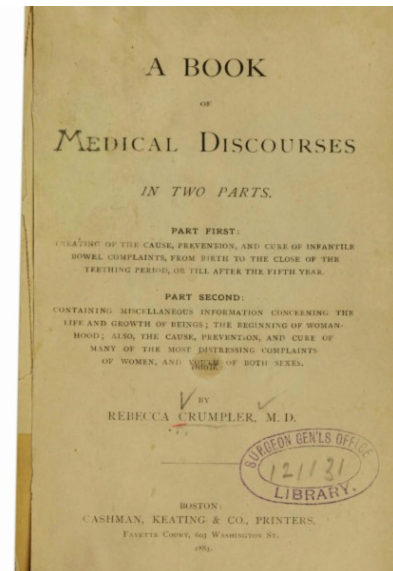 A BOOK
OF
MEDICAL DISCOURSES
IN TWO PARTS.
PART FIRST:
TREATING OF THE CAUSE, PREVENTION, AND CURE OF INFANTILE
BOWEL COMPLAINTS, FROM BIRTH TO THE CLOSE OF THE
TEETHING PERIOD, OR TILL AFTER THE FIFTH YEAR.
PART SECOND:
CONTAINING MISCELLANEOUS INFORMATION CONCERNING THE
LIFE AND GROWTH OF BEINGS; THE BEGINNING OF WOMAN-
HOOD; ALSO, THE CAUSE, PREVENTION, AND CURE OF
MANY OF THE MOST DISTRESSING COMPLAINTS
OF WOMEN, AND YOUTH OF BOTH SEXES.
BY
REBECCA CRUMPLER, M. D.
SURGEON GEN'LS OFFICE
121131
LIBRARY.
BOSTON:
CASHMAN, KEATING & CO., PRINTERS,
FAYETTE COURT, 603 WASHINGTON ST.
1883.